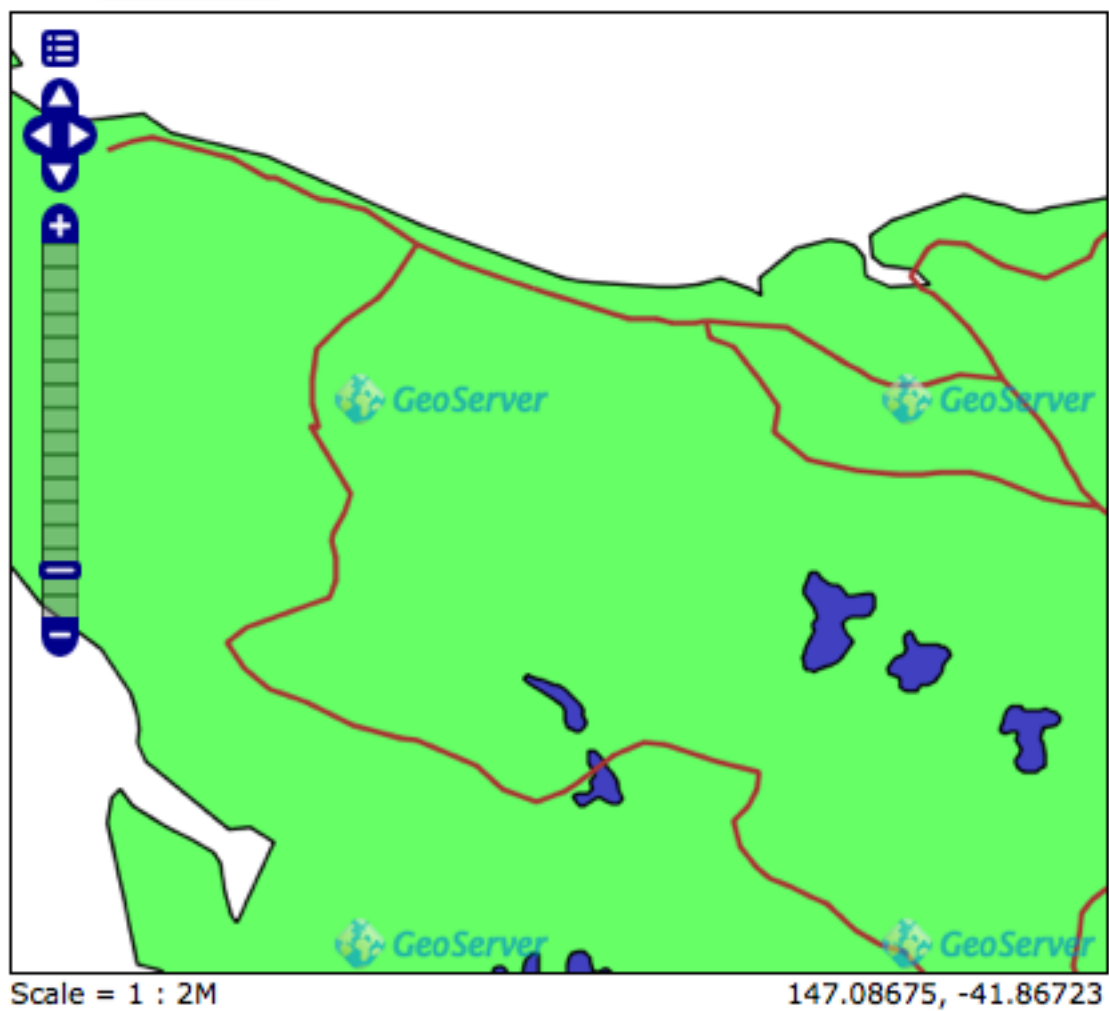 GeoServer
GeoServer
GeoServer
GeoServer
Scale = 1 : 2M
147.08675, -41.86723